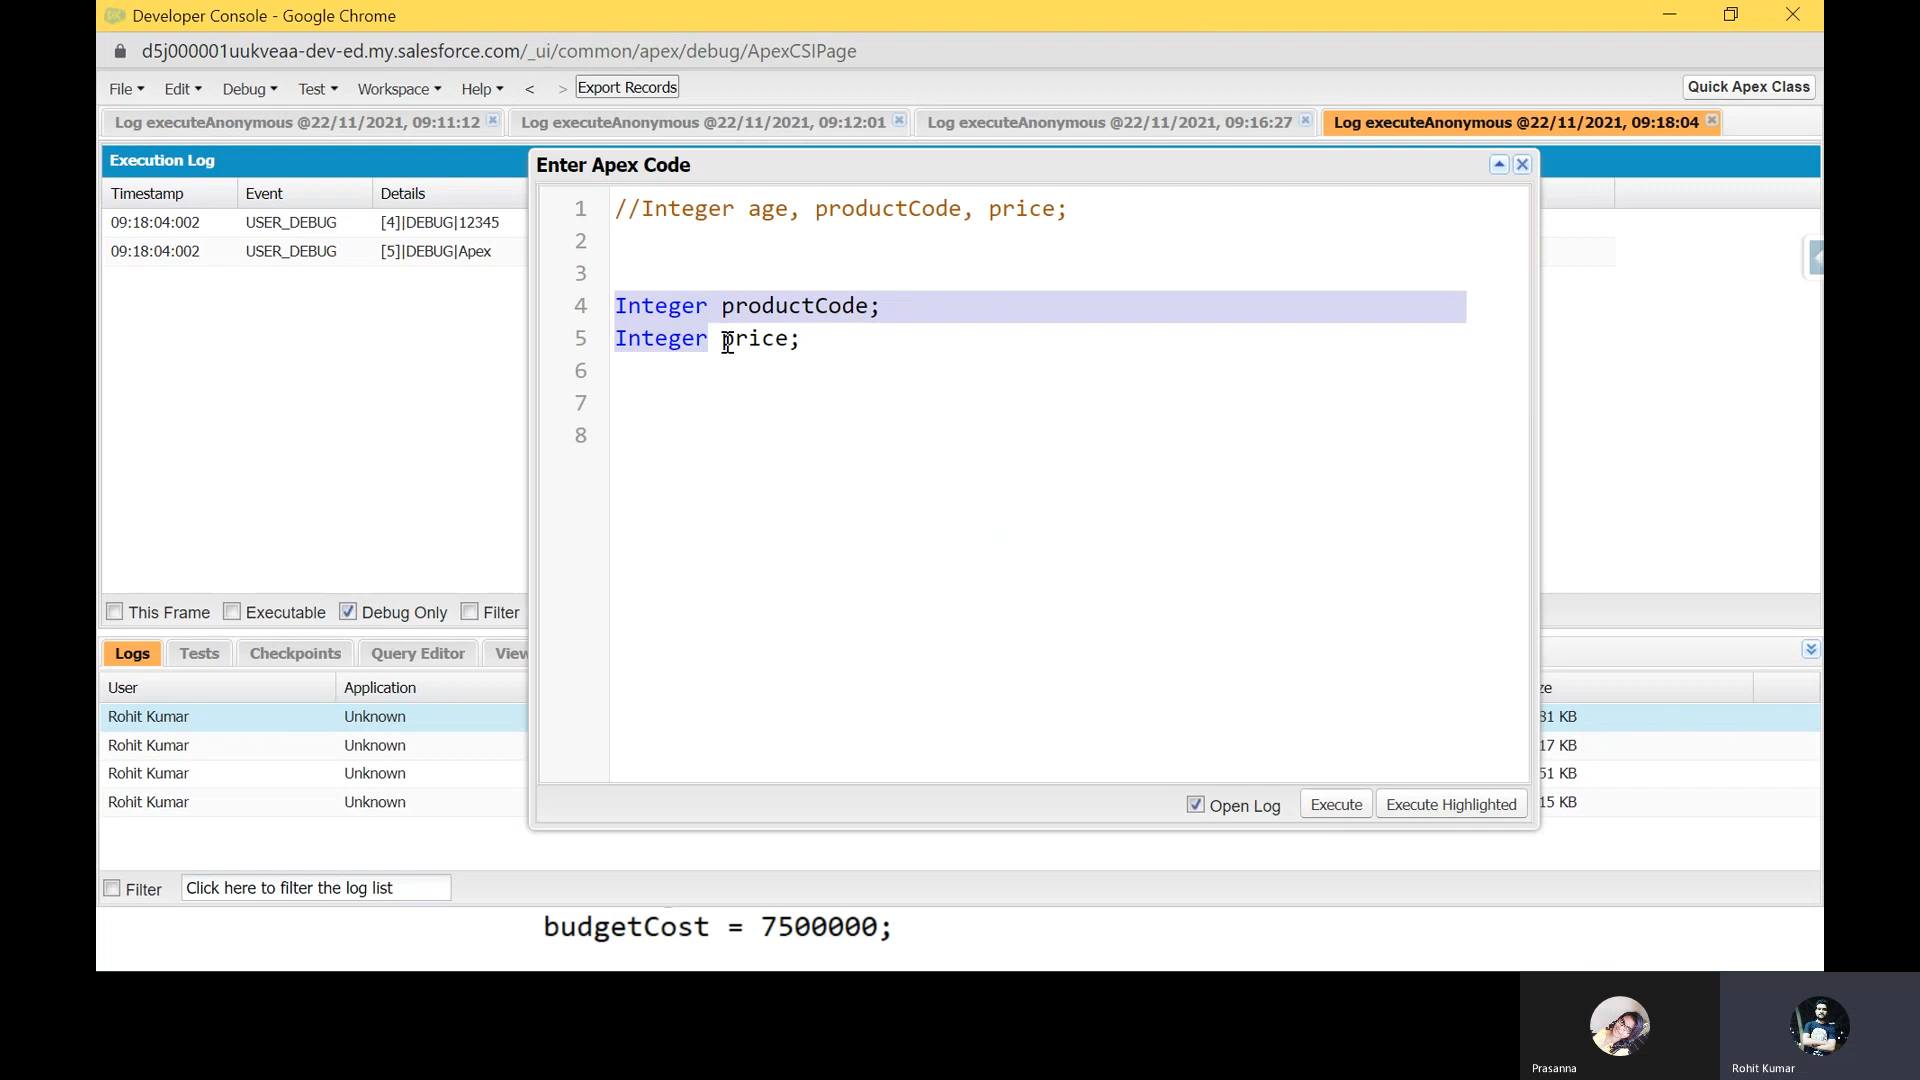 Developer Console - Google Chrome
d5j000001uukveaa-dev-ed.my.salesforce.com/_ui/common/apex/debug/ApexCSIPage
File Edit Debug Test Workspace Help < > Export Records Quick Apex Class
Log executeAnonymous @22/11/2021, 09:11:12 Log executeAnonymous @22/11/2021, 09:12:01 Log executeAnonymous @22/11/2021, 09:16:27 Log executeAnonymous @22/11/2021, 09:18:04
Execution Log
Timestamp Event Details
09:18:04:002 USER_DEBUG [4]|DEBUG|12345
09:18:04:002 USER_DEBUG [5]|DEBUG|Apex
Enter Apex Code
1 //Integer age, productCode, price;
2
3
4 Integer productCode;
5 Integer price;
6
7
8
Open Log Execute Execute Highlighted
This Frame Executable Debug Only Filter
Logs Tests Checkpoints Query Editor View
User Application ze
Rohit Kumar Unknown 31 KB
Rohit Kumar Unknown 17 KB
Rohit Kumar Unknown 51 KB
Rohit Kumar Unknown 15 KB
Filter Click here to filter the log list
budgetCost = 7500000;
Prasanna Rohit Kumar